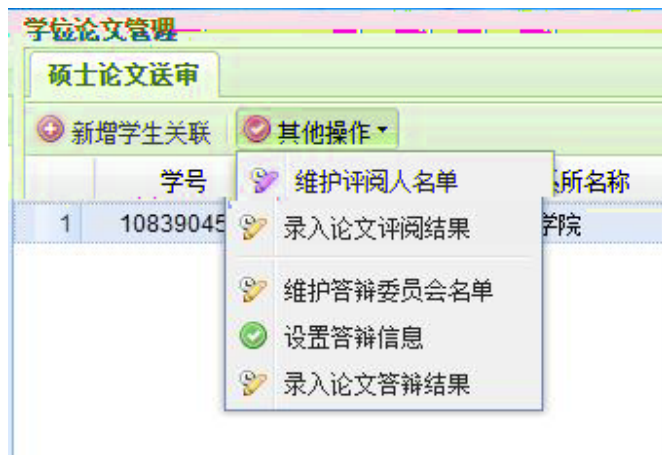 学位论文管理
硕士论文送审
新增学生关联 其他操作
学号 所名称
1 10839045 学院
维护评阅人名单
录入论文评阅结果
维护答辩委员会名单
设置答辩信息
录入论文答辩结果